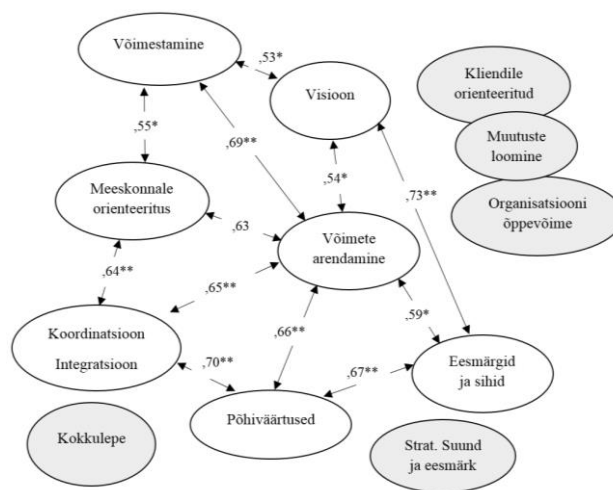 Võimestamine
,53*
Visioon
Kliendile
orienteeritud
Muutuste
loomine
Organisatsiooni
õppevõime
,55*
,69**
,54*
,73**
Meeskonnale
orienteeritus
,63
Võimete
arendamine
,64**
,65**
,59*
Koordinatsioon
Integratsioon
,66**
,70**
,67**
Eesmärgid
ja sihid
Põhiväärtused
Kokkulepe
Strat. Suund
ja eesmärk